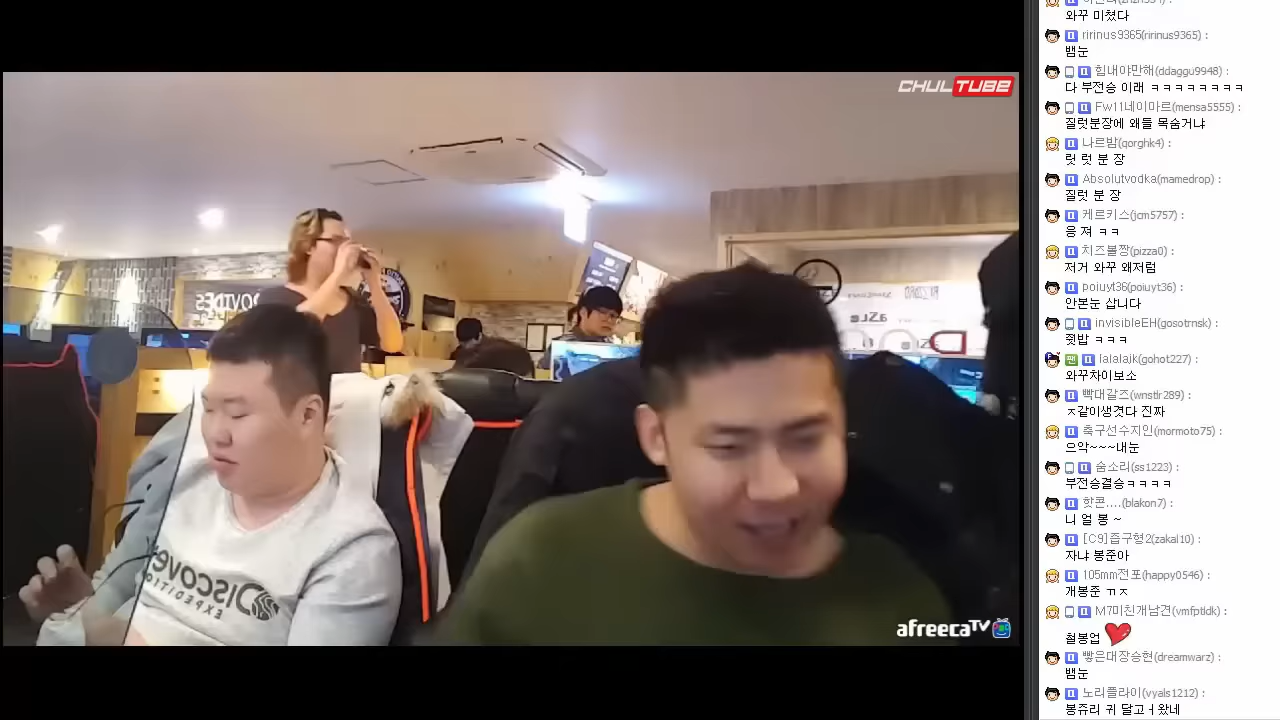 CHULTUBE
DISCOVERY
EXPEDITION
afreecaTV
와꾸 미쳤다
ririnus9365(ririnus9365) :
뱀눈
힘내야만해(ddaggu9948) :
다 부전승 이래 ㅋㅋㅋㅋㅋㅋㅋㅋ
Fw11네이마르(mensa5555) :
질럿분장에 왜들 목숨거냐
나르밤(qorghk4) :
릿 럿 분 장
Absolutvodka(mamedrop) :
질럿 분 장
케르키스(jcm5757) :
응 져 ㅋㅋ
치즈볼짱(pizza0) :
저거 와꾸 왜저럼
poiuyt36(poiuyt36) :
안본눈 삽니다
invisibleEH(gosotrnsk) :
쥣밥 ㅋㅋㅋ
lalalajk(gohot227) :
와꾸차이보소
빽대갈즈(wnstlr289) :
ㅈ같이생겻다 진짜
축구선수지인(mormoto75) :
으악~~내눈
숨소리(ss1223) :
부전승결승ㅋㅋㅋㅋ
핫콘....(blakon7) :
니 얼 붕 ~
[C9]즙구형2(zakai10) :
자냐 봉준아
105mm전포(happy0546) :
개봉준 ㄲㅈ
M7미친개남견(vmfptldk) :
철봉업
빻은대장승현(dreamwarz) :
뱀눈
노리플라이(vyals1212) :
봉쥬리 귀 달고ㅓ왔네